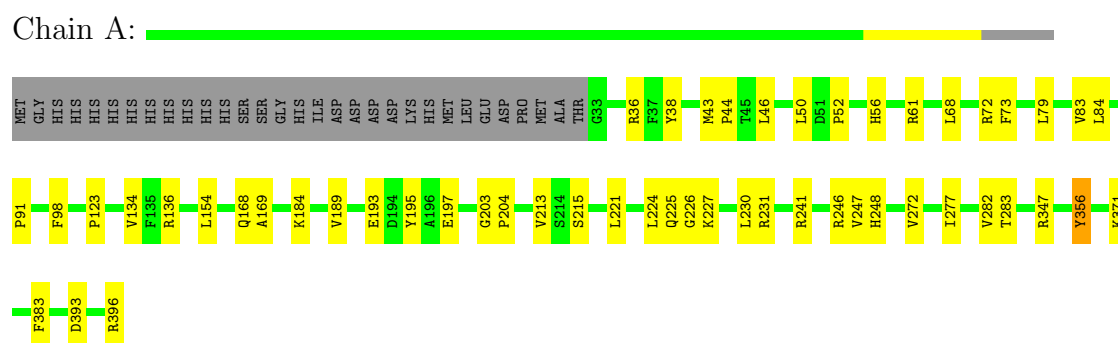 Chain A:
MET GLY HIS HIS HIS HIS HIS HIS HIS HIS HIS HIS SER SER GLY HIS ILE ASP ASP ASP ASP LYS HIS MET LEU GLU ASP PRO MET ALA THR G33 R36 F37 Y38 M43 P44 T45 L46 L50 D51 P52 H56 R61 L68 R72 F73 L79 V83 L84
P91 F98 P123 V134 F135 R136 L154 Q168 A169 K184 V189 E193 D194 Y195 A196 E197 G203 P204 V213 S214 S215 L221 L224 Q225 G226 K227 L230 R231 R241 R246 V247 H248 V272 I277 V282 T283 R347 Y356 K371
F383 D393 R396